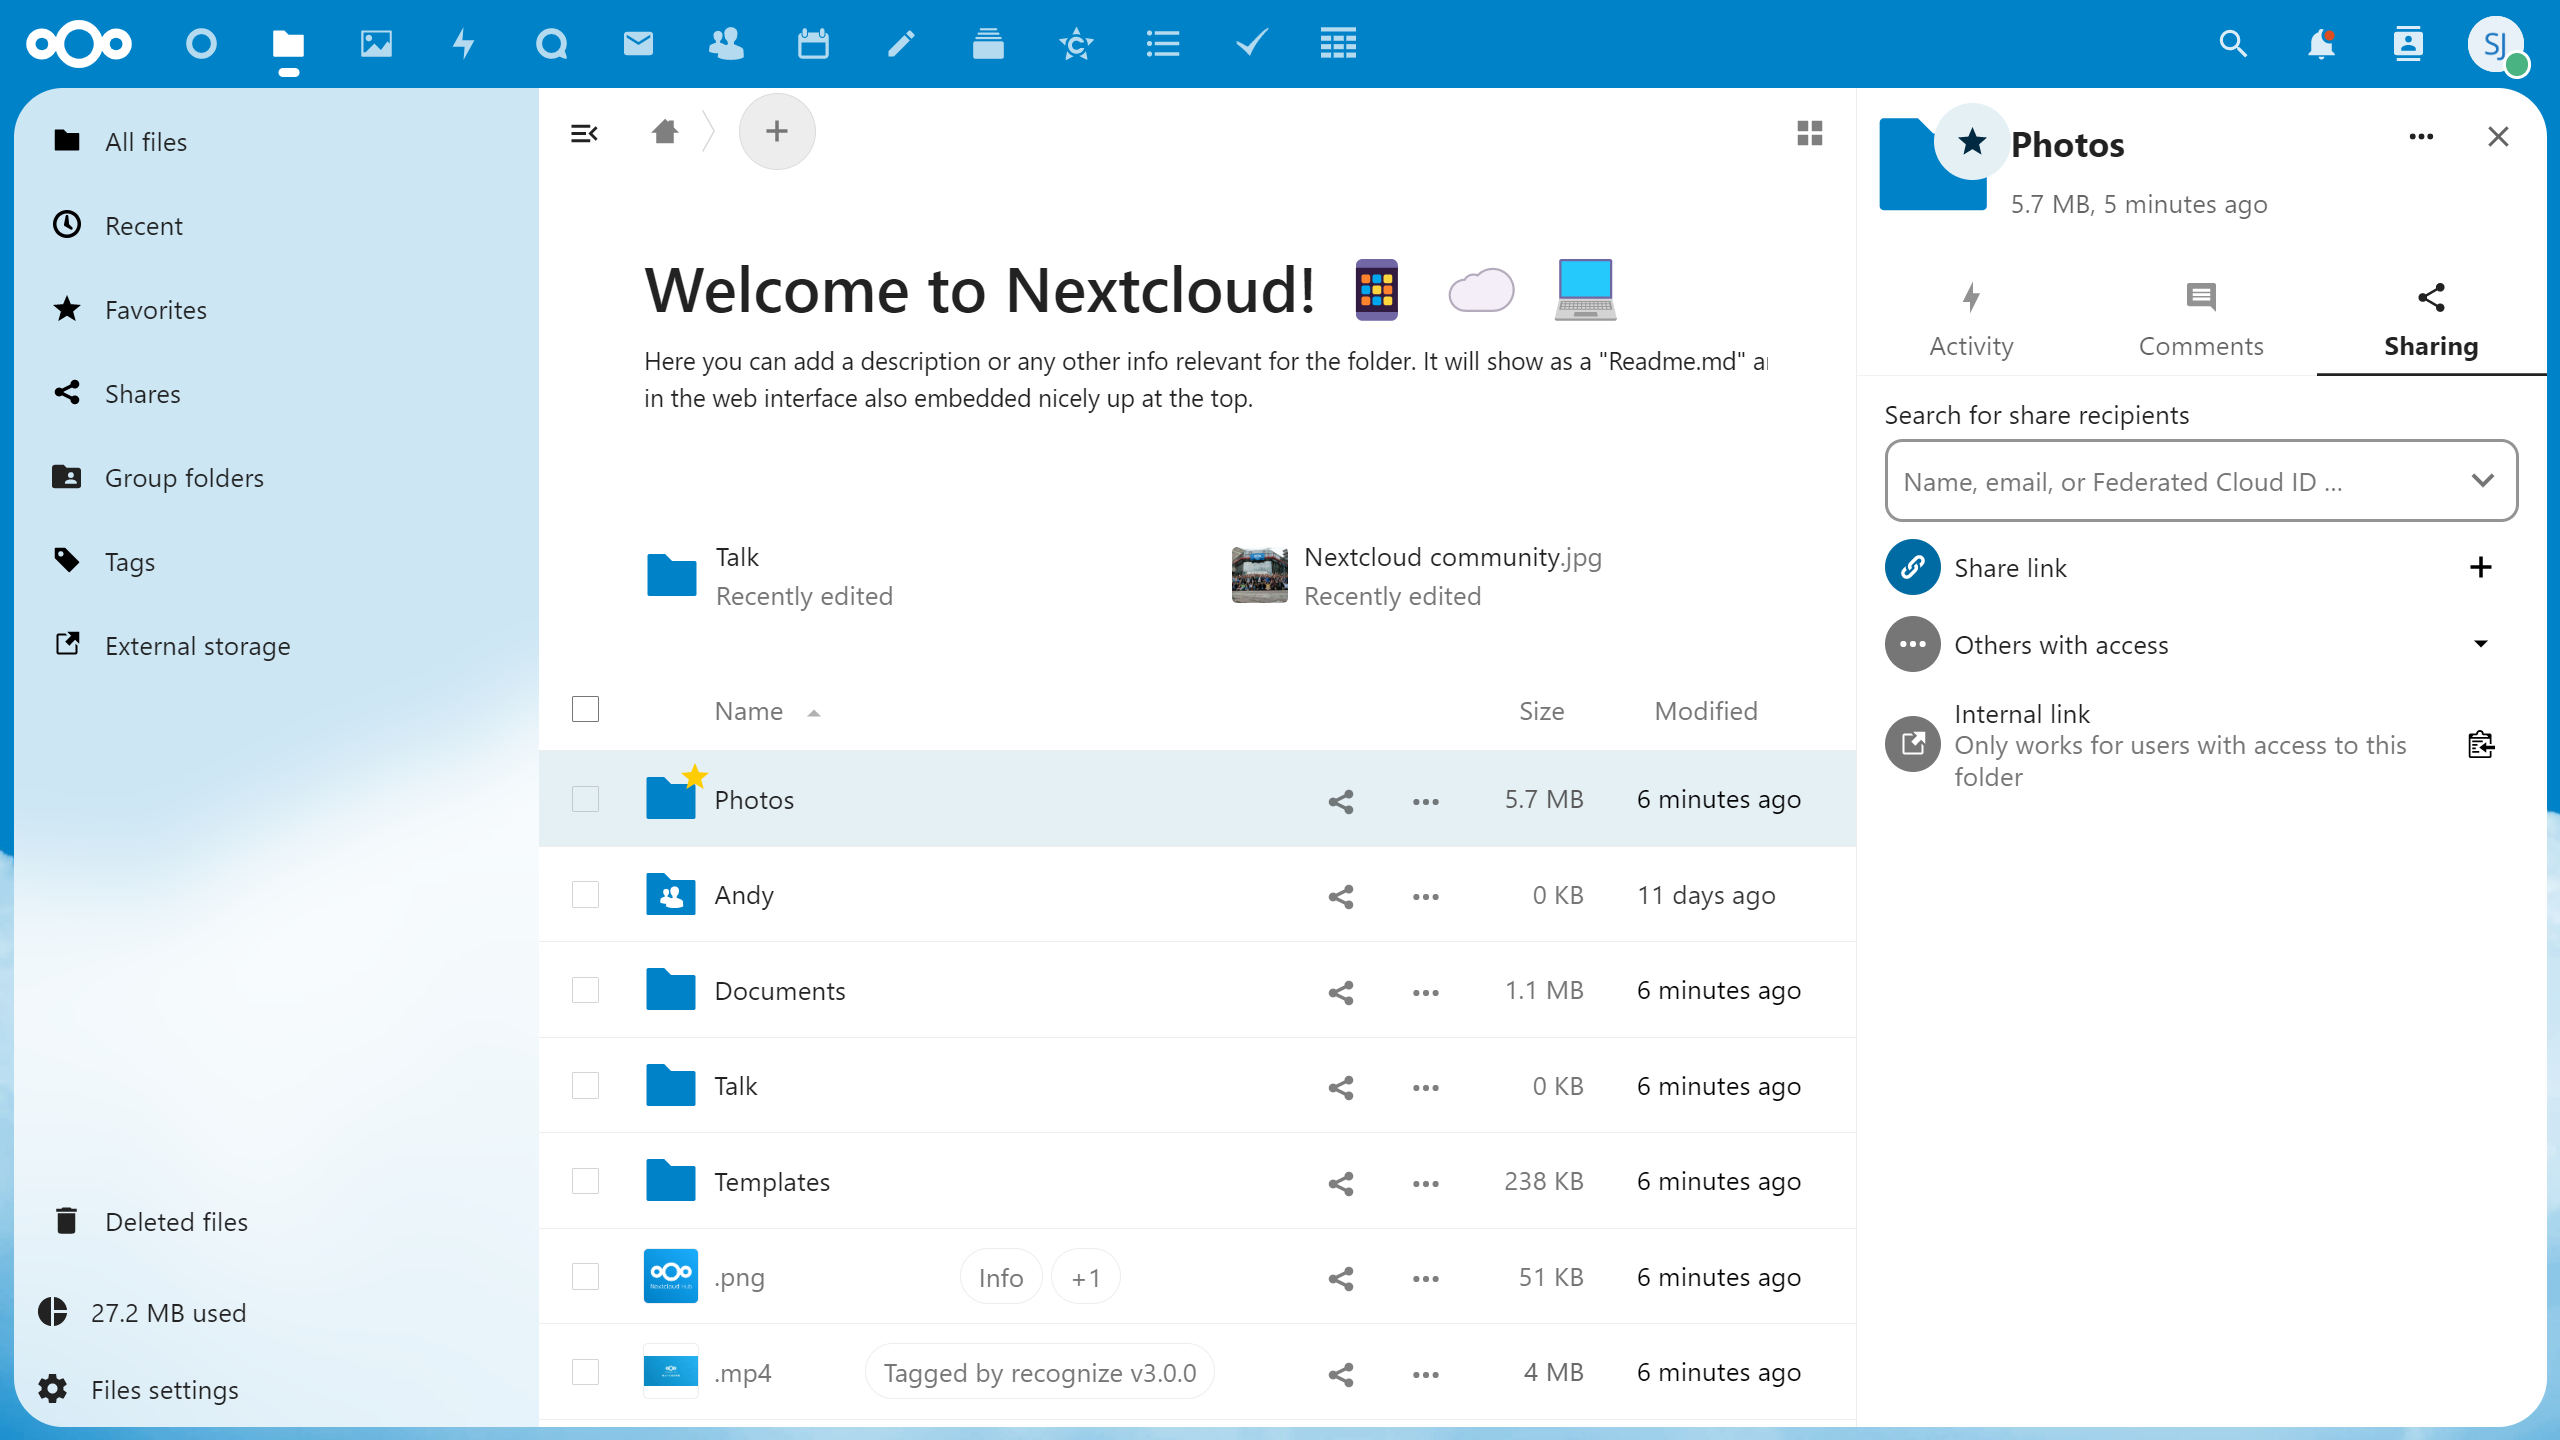 SJ
All files
Recent
Favorites
Shares
Group folders
Tags
External storage
Deleted files
27.2 MB used
Files settings
Welcome to Nextcloud!
Here you can add a description or any other info relevant for the folder. It will show as a "Readme.md" a
in the web interface also embedded nicely up at the top.
Talk
Recently edited
Nextcloud community.jpg
Recently edited
Name Size Modified
Photos 5.7 MB 6 minutes ago
Andy 0 KB 11 days ago
Documents 1.1 MB 6 minutes ago
Talk 0 KB 6 minutes ago
Templates 238 KB 6 minutes ago
Nextcloud Hub
.png Info +1 51 KB 6 minutes ago
.mp4 Tagged by recognize v3.0.0 4 MB 6 minutes ago
Photos
5.7 MB, 5 minutes ago
Activity Comments Sharing
Search for share recipients
Name, email, or Federated Cloud ID ...
Share link
Others with access
Internal link
Only works for users with access to this
folder